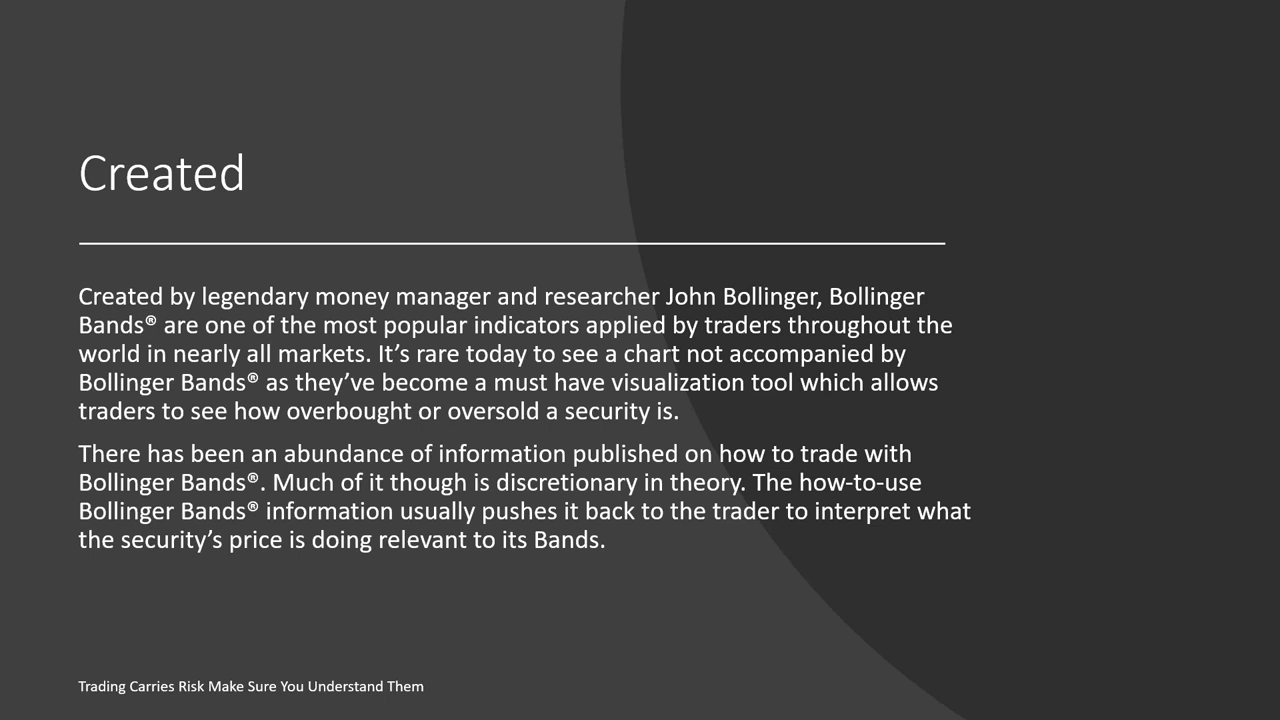 Created
Created by legendary money manager and researcher John Bollinger, Bollinger
Bands® are one of the most popular indicators applied by traders throughout the
world in nearly all markets. It’s rare today to see a chart not accompanied by
Bollinger Bands® as they’ve become a must have visualization tool which allows
traders to see how overbought or oversold a security is.
There has been an abundance of information published on how to trade with
Bollinger Bands®. Much of it though is discretionary in theory. The how-to-use
Bollinger Bands® information usually pushes it back to the trader to interpret what
the security’s price is doing relevant to its Bands.
Trading Carries Risk Make Sure You Understand Them